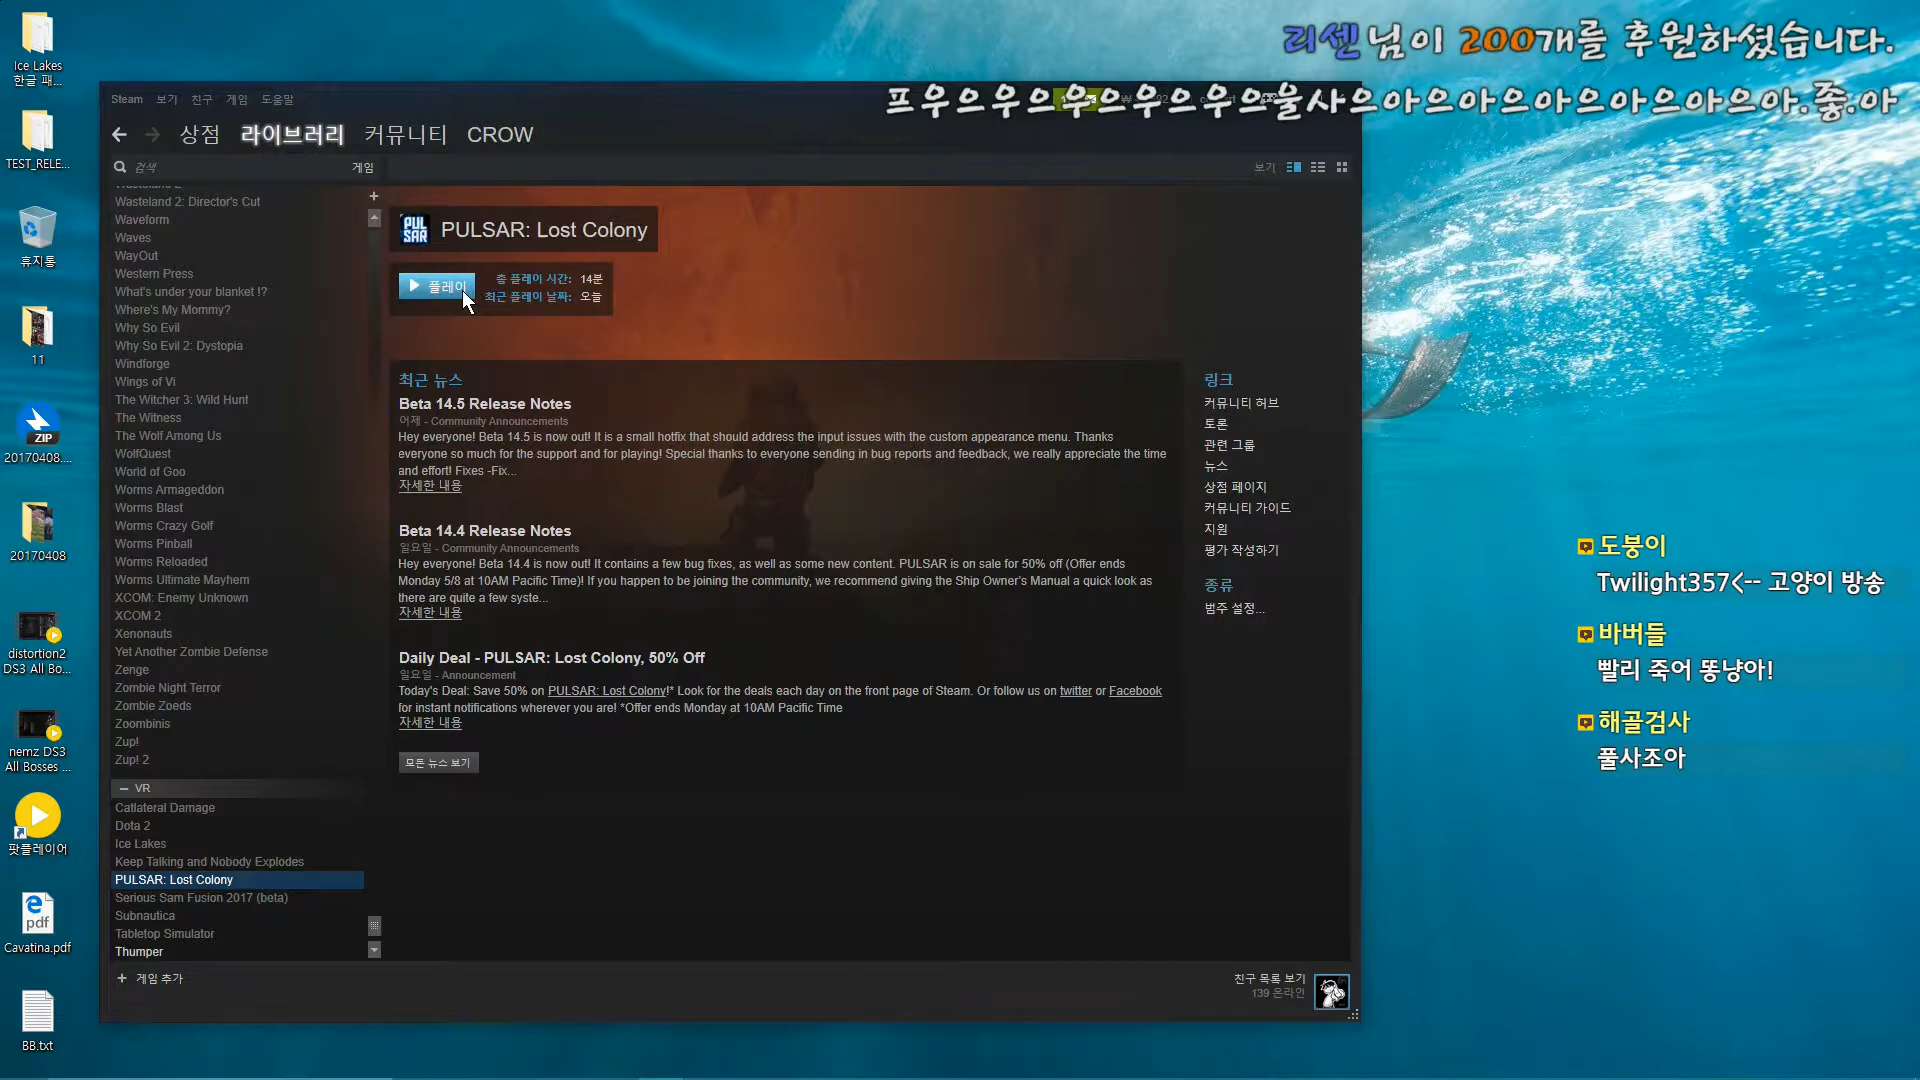 리센님이 200개를 후원하셨습니다.
프우으우으우으우으우으울사으아으아으아으아으아으아.좋.아
Steam 보기 친구 게임 도움말
상점 라이브러리 커뮤니티 CROW
검색 게임 보기
Wasteland 2
Wasteland 2: Director's Cut
Waveform
Waves
WayOut
Western Press
What's under your blanket !?
Where's My Mommy?
Why So Evil
Why So Evil 2: Dystopia
Windforge
Wings of Vi
The Witcher 3: Wild Hunt
The Witness
The Wolf Among Us
WolfQuest
World of Goo
Worms Armageddon
Worms Blast
Worms Crazy Golf
Worms Pinball
Worms Reloaded
Worms Ultimate Mayhem
XCOM: Enemy Unknown
XCOM 2
Xenonauts
Yet Another Zombie Defense
Zenge
Zombie Night Terror
Zombie Zoeds
Zoombinis
Zup!
Zup! 2
VR
Catlateral Damage
Dota 2
Ice Lakes
Keep Talking and Nobody Explodes
PULSAR: Lost Colony
Serious Sam Fusion 2017 (beta)
Subnautica
Tabletop Simulator
Thumper
게임 추가
PUL
SAR
PULSAR: Lost Colony
플레이
총 플레이 시간: 14분
최근 플레이 날짜: 오늘
최근 뉴스
Beta 14.5 Release Notes
어제 - Community Announcements
Hey everyone! Beta 14.5 is now out! It is a small hotfix that should address the input issues with the custom appearance menu. Thanks
everyone so much for the support and for playing! Special thanks to everyone sending in bug reports and feedback, we really appreciate the time
and effort! Fixes -Fix...
자세한 내용
Beta 14.4 Release Notes
일요일 - Community Announcements
Hey everyone! Beta 14.4 is now out! It contains a few bug fixes, as well as some new content. PULSAR is on sale for 50% off (Offer ends
Monday 5/8 at 10AM Pacific Time)! If you happen to be joining the community, we recommend giving the Ship Owner's Manual a quick look as
there are quite a few syste...
자세한 내용
Daily Deal - PULSAR: Lost Colony, 50% Off
일요일 - Announcement
Today's Deal: Save 50% on PULSAR: Lost Colony!* Look for the deals each day on the front page of Steam. Or follow us on twitter or Facebook
for instant notifications wherever you are! *Offer ends Monday at 10AM Pacific Time
자세한 내용
모든 뉴스 보기
링크
커뮤니티 허브
토론
관련 그룹
뉴스
상점 페이지
커뮤니티 가이드
지원
평가 작성하기
종류
범주 설정...
친구 목록 보기
139 온라인
Ice Lakes
한글 패...
TEST_RELE...
휴지통
11
ZIP
20170408....
20170408
distortion2
DS3 All Bo...
nemz DS3
All Bosses ...
팟플레이어
pdf
Cavatina.pdf
BB.txt
도붕이
Twilight357<-- 고양이 방송
바버들
빨리 죽어 똥냥아!
해골검사
풀사조아